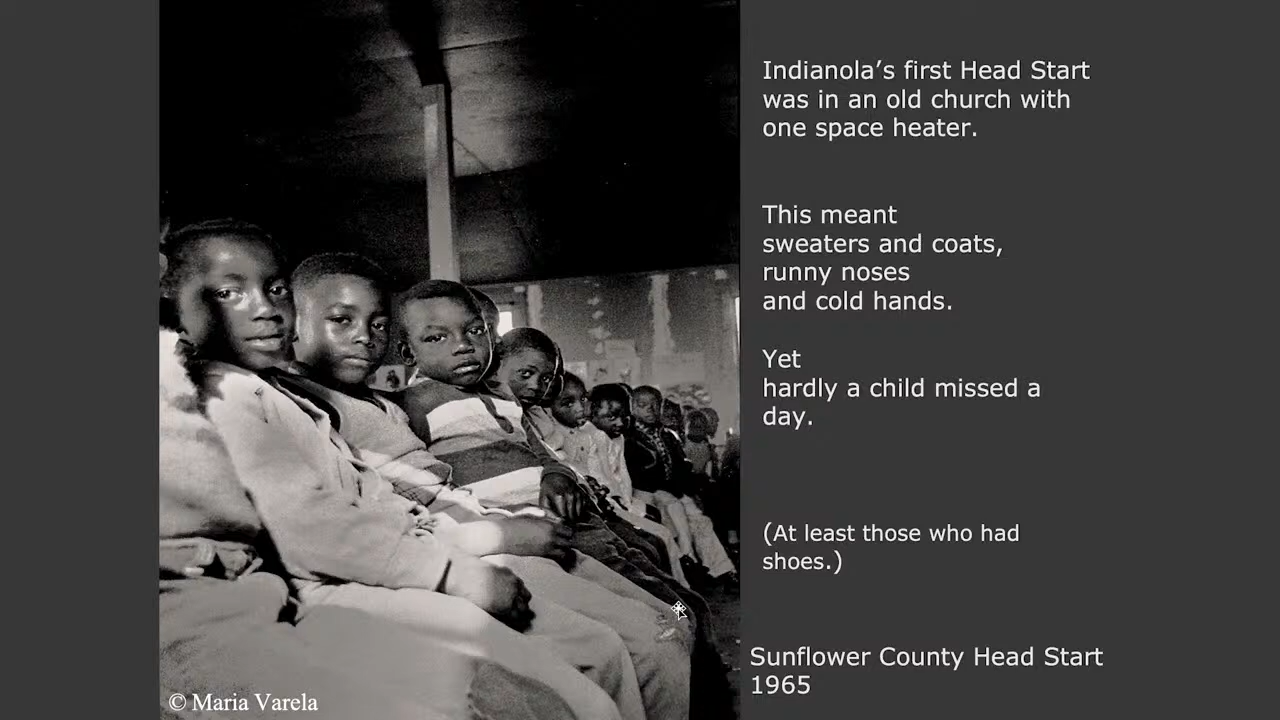 Indianola’s first Head Start
was in an old church with
one space heater.
This meant
sweaters and coats,
runny noses
and cold hands.
Yet
hardly a child missed a
day.
(At least those who had
shoes.)
Sunflower County Head Start
1965
© Maria Varela